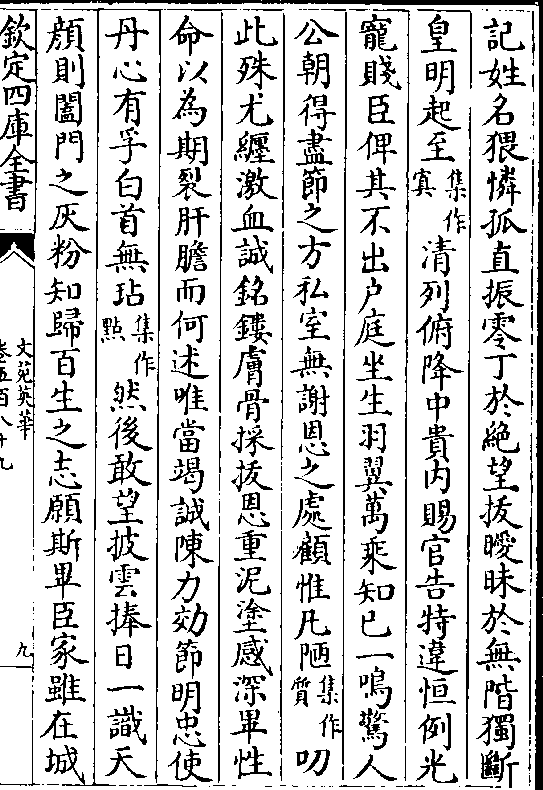 記姓名猥憐孤直振零丁於絶望拔曖昧於無階獨斷
皇明起至集作寘清列俯降中貴内賜官告特違恒例光
寵賤臣俾其不出户庭坐生羽翼萬乘知已一鳴驚人
公朝得盡節之方私室無謝恩之處顧惟凡陋集作質叨
此殊尤纏激血誠銘鏤膚骨採拔恩重泥塗感深畢性
命以為期裂肝膽而何述唯當竭誠陳力効節明忠使
丹心有孚白首無玷集作點然後敢望披雲捧日一識天
顔則闔門之灰粉知歸百生之志願斯畢臣家雖在城
欽定四庫全書
文苑英華
卷五百八十九
九